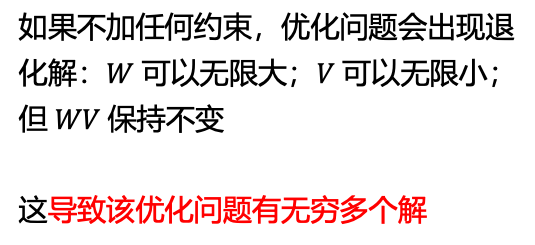 如果不加任何约束，优化问题会出现退
化解：W 可以无限大；V 可以无限小；
但 WV 保持不变
这导致该优化问题有无穷多个解